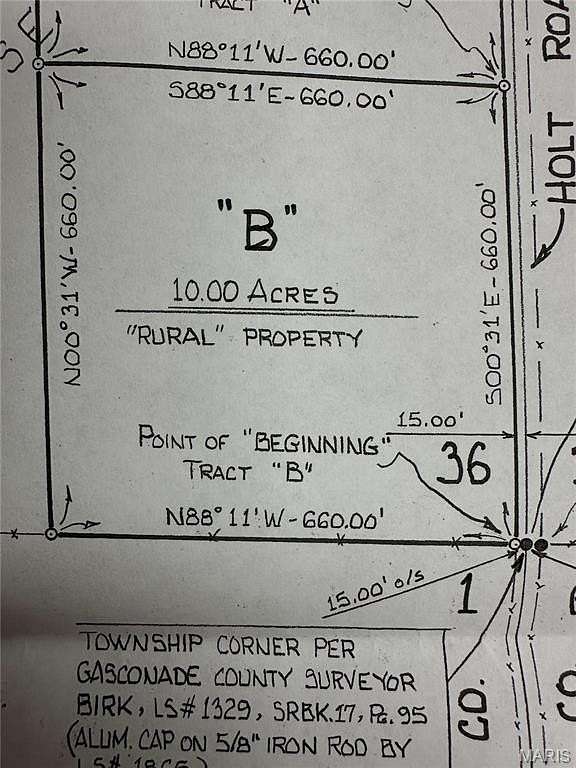 TRACT "A"
N88°11'W-660.00'
S88°11'E-660.00'
HOLT ROA
N00°31'W-660.00'
"B"
10.00 ACRES
"RURAL" PROPERTY
S00°31'E-660.00'
15.00'
POINT OF "BEGINNING"
TRACT "B"
36
N88°11'W-660.00'
15.00' o/s
1
TOWNSHIP CORNER PER
GASCONADE COUNTY SURVEYOR
BIRK, LS# 1329, SRBK.17, PG. 95
(ALUM. CAP ON 5/8" IRON ROD BY
CO.
CO.
MARIS